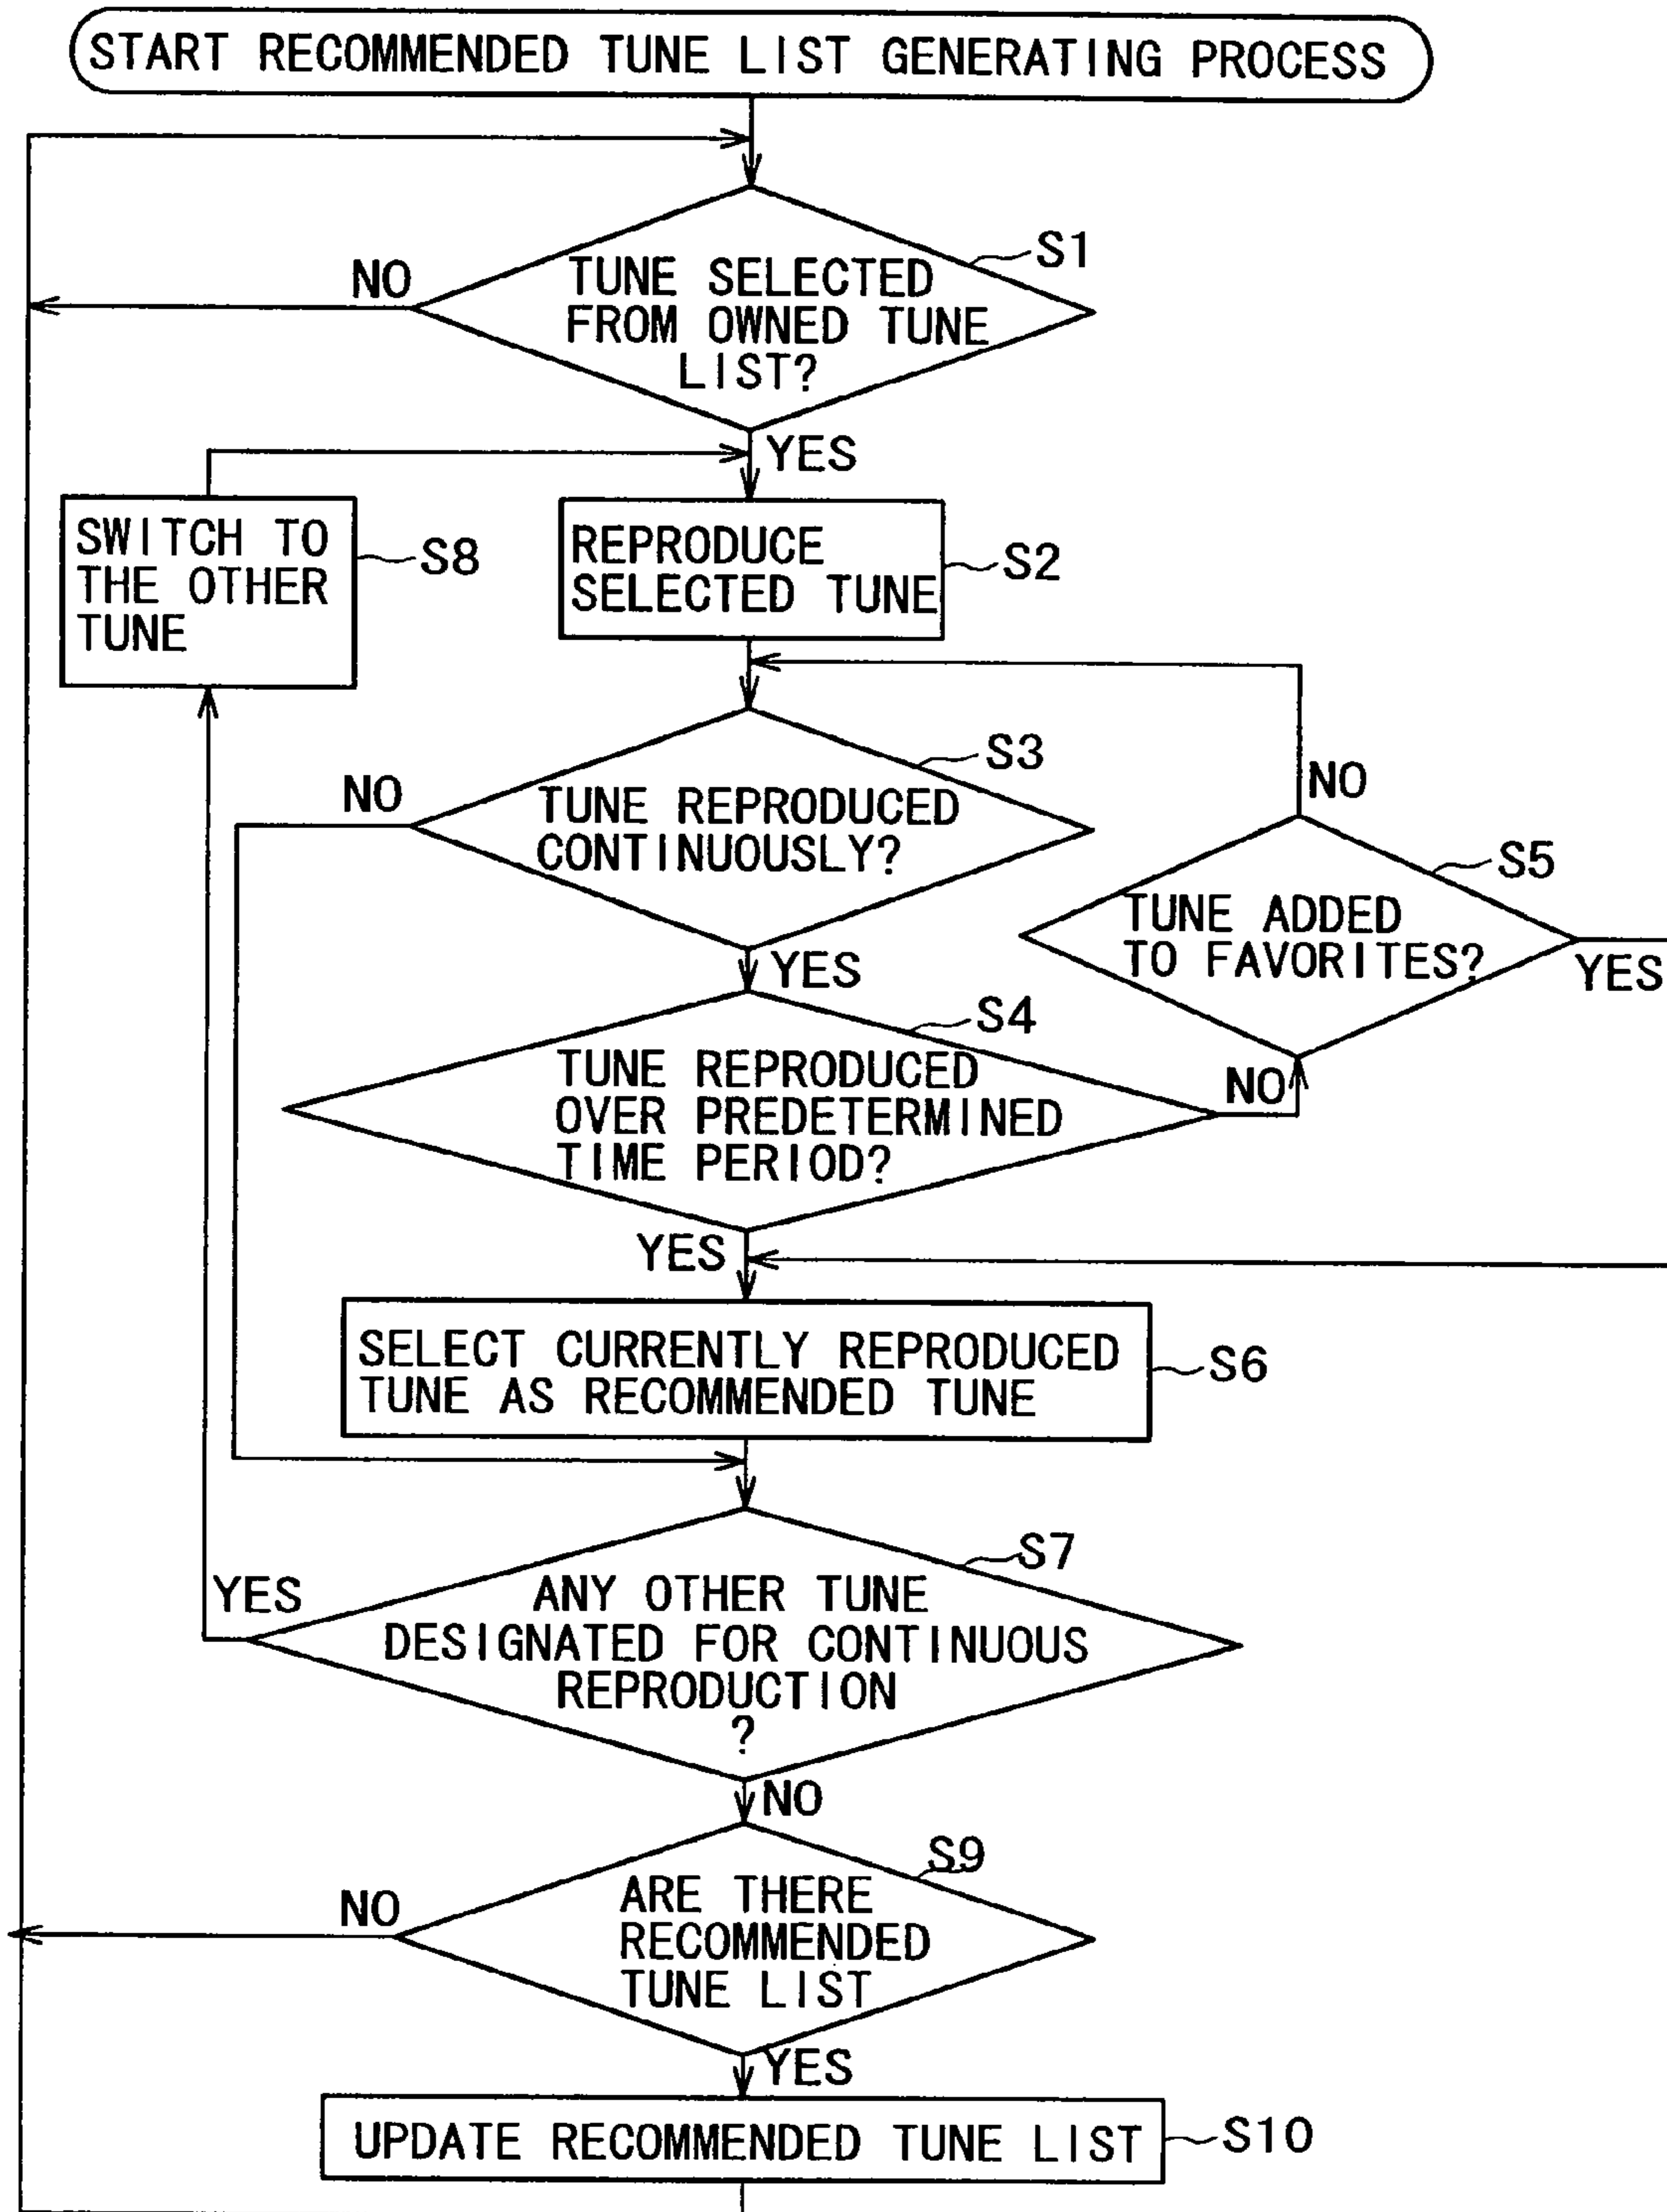 START RECOMMENDED TUNE LIST GENERATING PROCESS
S1
NO
TUNE SELECTED
FROM OWNED TUNE
LIST?
YES
SWITCH TO
THE OTHER
TUNE
S8
REPRODUCE
SELECTED TUNE
S2
S3
NO
TUNE REPRODUCED
CONTINUOUSLY?
NO
S5
TUNE ADDED
TO FAVORITES?
YES
YES
S4
TUNE REPRODUCED
OVER PREDETERMINED
TIME PERIOD?
NO
YES
SELECT CURRENTLY REPRODUCED
TUNE AS RECOMMENDED TUNE
S6
S7
YES
ANY OTHER TUNE
DESIGNATED FOR CONTINUOUS
REPRODUCTION
?
NO
S9
NO
ARE THERE
RECOMMENDED
TUNE LIST
YES
UPDATE RECOMMENDED TUNE LIST
S10